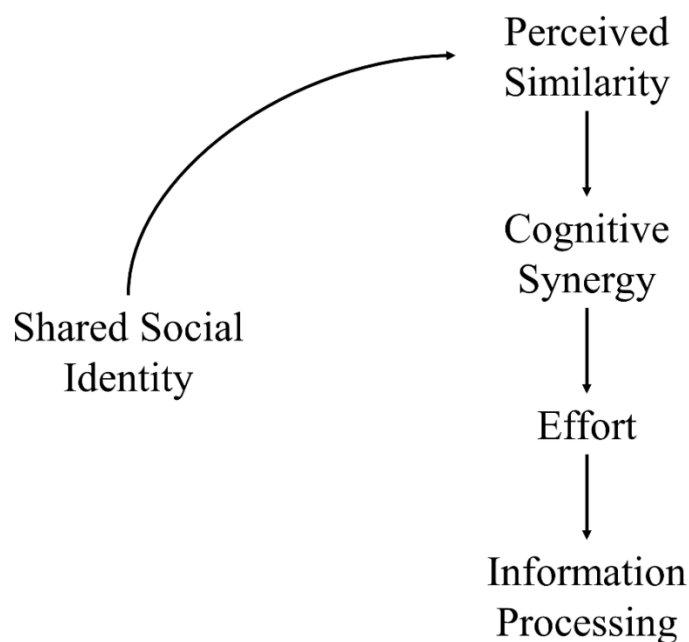 Perceived
Similarity
Cognitive
Synergy
Shared Social
Identity
Effort
Information
Processing